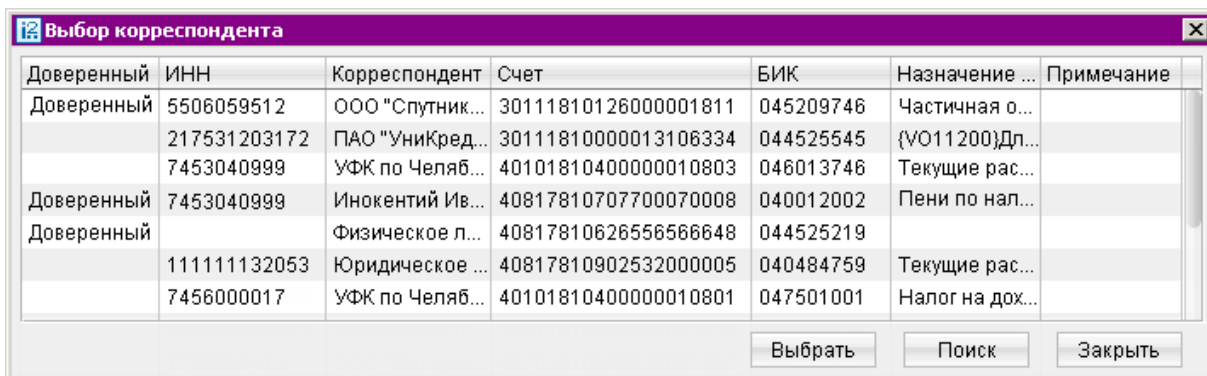 Выбор корреспондента
Доверенный ИНН Корреспондент Счет БИК Назначение ... Примечание
Доверенный 5506059512 ООО "Спутник... 30111810126000001811 045209746 Частичная о...
217531203172 ПАО "УниКред... 30111810000013106334 044525545 {VO11200}Дл...
7453040999 УФК по Челяб... 40101810400000010803 046013746 Текущие рас...
Доверенный 7453040999 Инокентий Ив... 40817810707700070008 040012002 Пени по нал...
Доверенный Физическое л... 40817810626556566648 044525219
111111132053 Юридическое ... 40817810902532000005 040484759 Текущие рас...
7456000017 УФК по Челяб... 40101810400000010801 047501001 Налог на дох...
Выбрать Поиск Закрыть